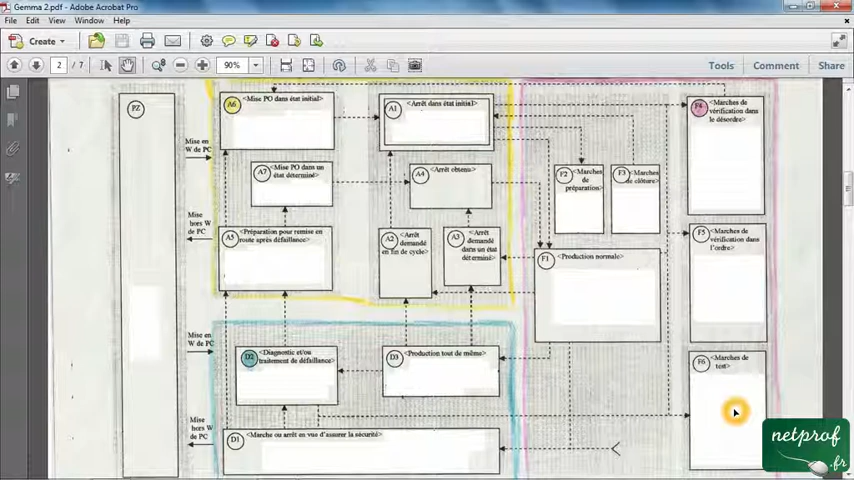 Gemma 2.pdf - Adobe Acrobat Pro
File Edit View Window Help
Create
2 / 7
90%
Tools Comment Share
PZ
Mise en
W de PC
Mise
hors W
de PC
Mise en
W de PC
Mise
hors W
de PC
A6 <Mise PO dans état initial>
A7 <Mise PO dans un
état déterminé>
A5 <Préparation pour remise en
route après défaillance>
A1 <Arrêt dans état initial>
A4 <Arrêt obtenu>
A2 <Arrêt
demandé
en fin de cycle>
A3 <Arrêt
demandé
dans un état
déterminé>
D2 <Diagnostic et/ou
traitement de défaillance>
D3 <Production tout de même>
D1 <Marche ou arrêt en vue d'assurer la sécurité>
F2 <Marches
de
préparation>
F3 <Marches
de clôture>
F1 <Production normale>
F4 <Marches de
vérification dans
le désordre>
F5 <Marches de
vérification dans
l'ordre>
F6 <Marches de
test>
netprof
.fr